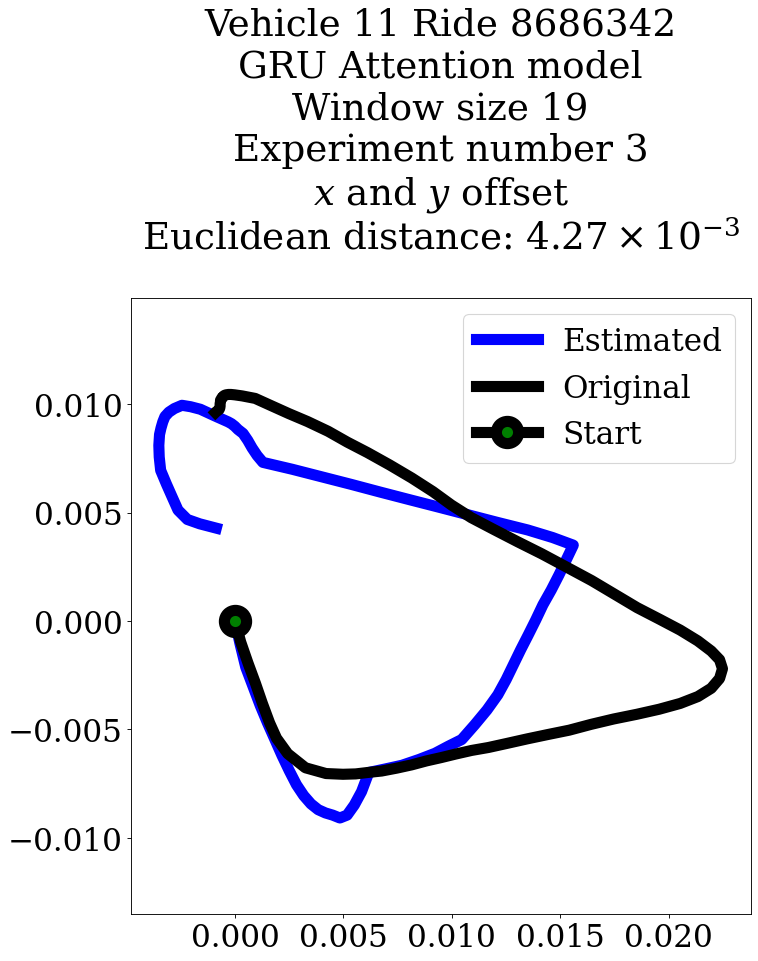 Vehicle 11 Ride 8686342
GRU Attention model
Window size 19
Experiment number 3
x and y offset
Euclidean distance: 4.27 × 10⁻³
Estimated
Original
Start
0.010
0.005
0.000
−0.005
−0.010
0.000 0.005 0.010 0.015 0.020